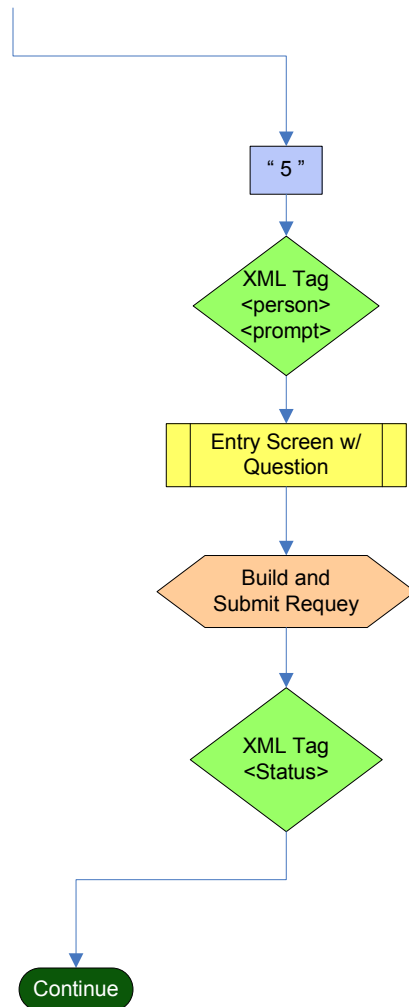 “ 5 ”
XML Tag
<person>
<prompt>
Entry Screen w/
Question
Build and
Submit Requey
XML Tag
<Status>
Continue